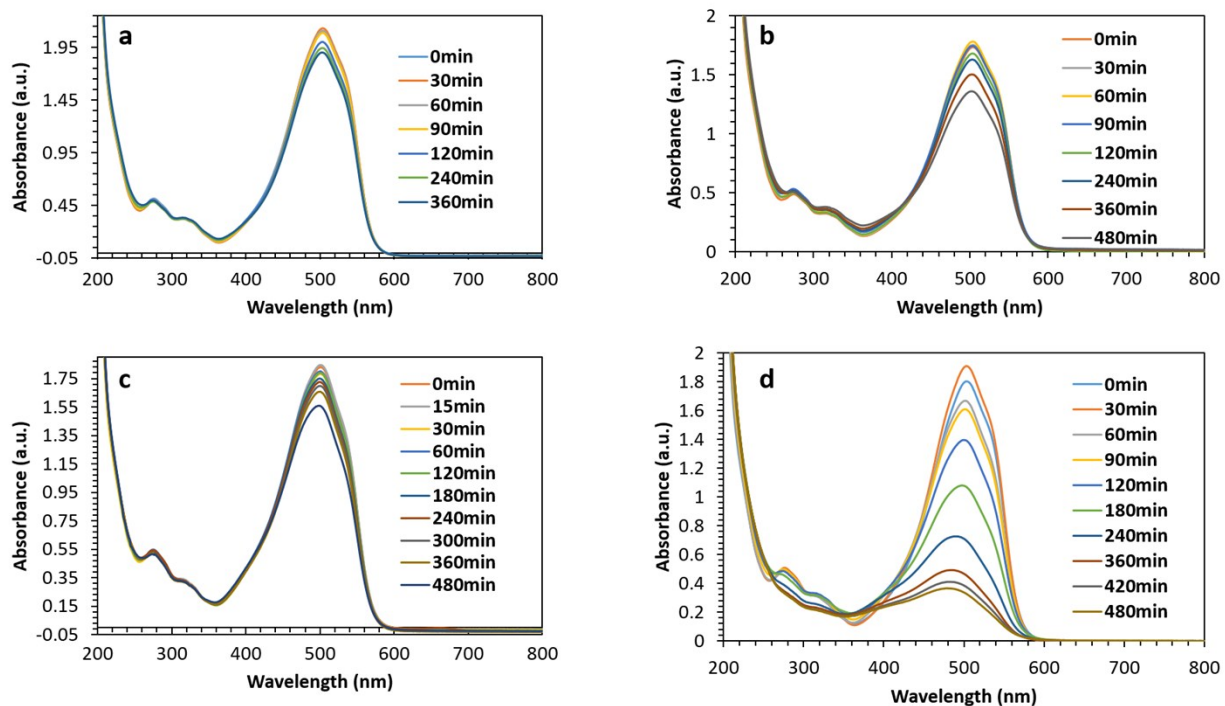 a
Absorbance (a.u.)
1.95
1.45
0.95
0.45
-0.05
200 300 400 500 600 700 800
Wavelength (nm)
0min
30min
60min
90min
120min
240min
360min
b
Absorbance (a.u.)
2
1.5
1
0.5
0
200 300 400 500 600 700 800
Wavelength (nm)
0min
30min
60min
90min
120min
240min
360min
480min
c
Absorbance (a.u.)
1.75
1.55
1.35
1.15
0.95
0.75
0.55
0.35
0.15
-0.05
200 300 400 500 600 700 800
Wavelength (nm)
0min
15min
30min
60min
120min
180min
240min
300min
360min
480min
d
Absorbance (a.u.)
2
1.8
1.6
1.4
1.2
1
0.8
0.6
0.4
0.2
0
200 300 400 500 600 700 800
Wavelength (nm)
0min
30min
60min
90min
120min
180min
240min
360min
420min
480min